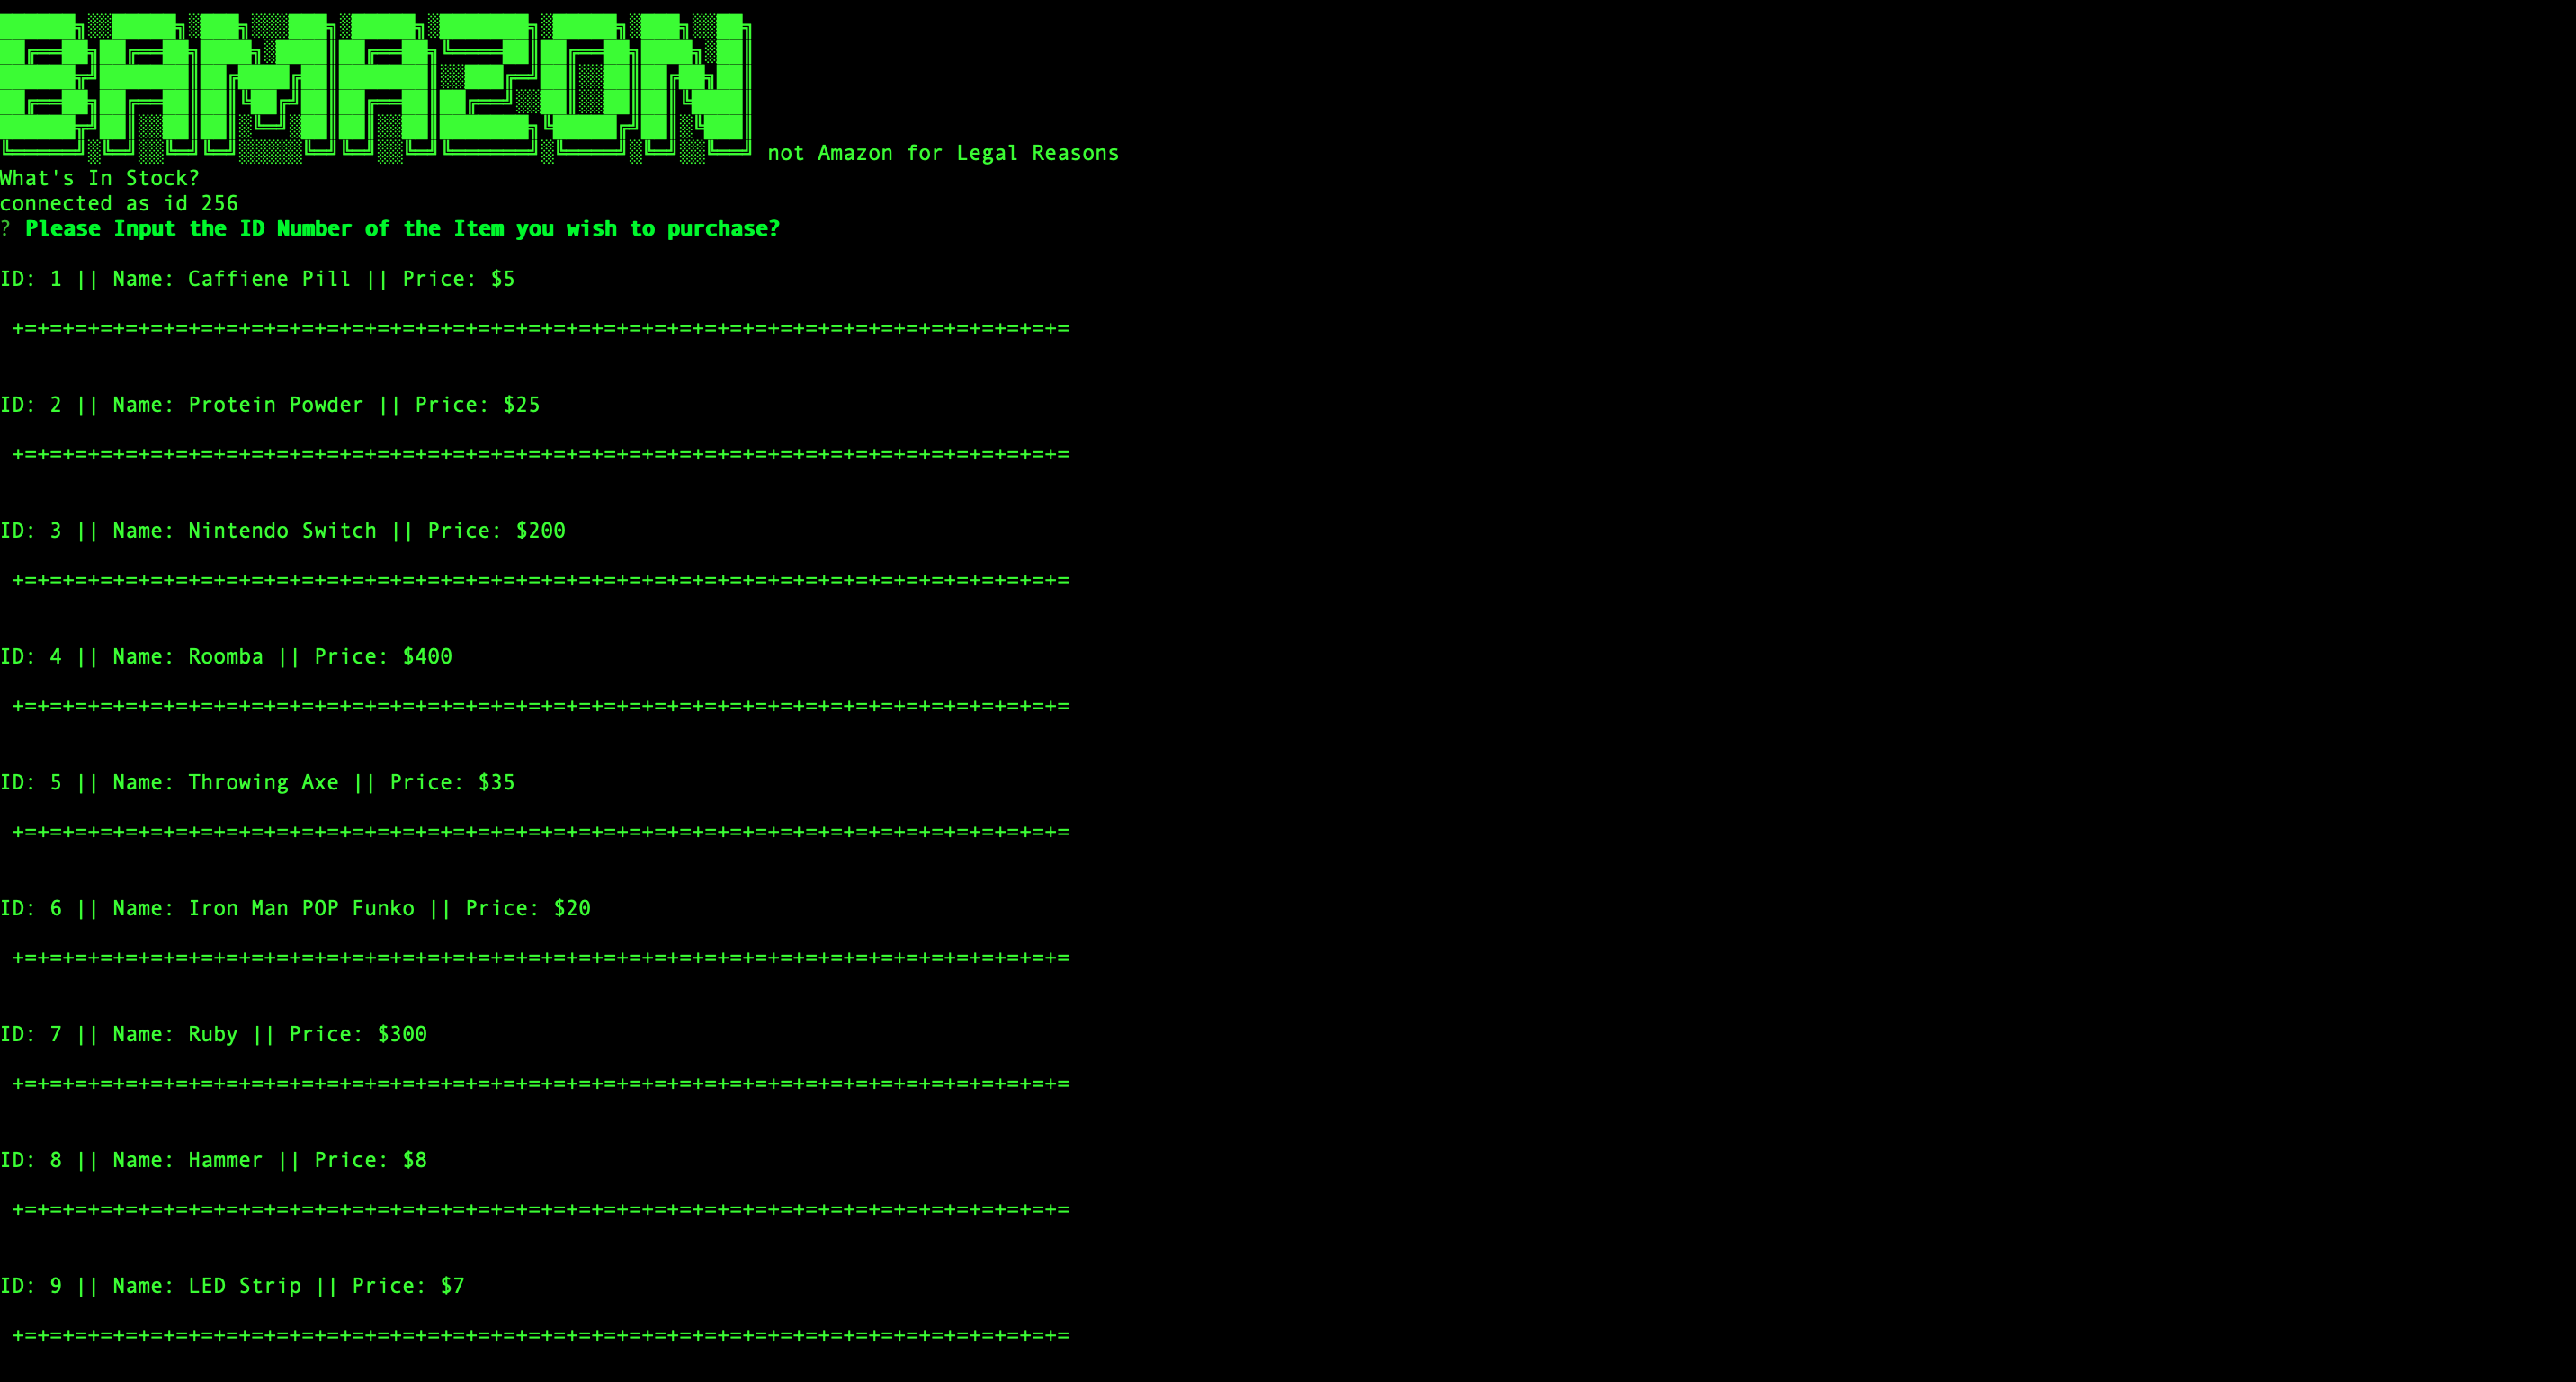 BAMAZON
not Amazon for Legal Reasons
What's In Stock?
connected as id 256
? Please Input the ID Number of the Item you wish to purchase?
ID: 1 || Name: Caffiene Pill || Price: $5
+=+=+=+=+=+=+=+=+=+=+=+=+=+=+=+=+=+=+=+=+=+=+=+=+=+=+=+=+=+=+=+=+=+=+=+=+=+=+=+=+=+=
ID: 2 || Name: Protein Powder || Price: $25
+=+=+=+=+=+=+=+=+=+=+=+=+=+=+=+=+=+=+=+=+=+=+=+=+=+=+=+=+=+=+=+=+=+=+=+=+=+=+=+=+=+=
ID: 3 || Name: Nintendo Switch || Price: $200
+=+=+=+=+=+=+=+=+=+=+=+=+=+=+=+=+=+=+=+=+=+=+=+=+=+=+=+=+=+=+=+=+=+=+=+=+=+=+=+=+=+=
ID: 4 || Name: Roomba || Price: $400
+=+=+=+=+=+=+=+=+=+=+=+=+=+=+=+=+=+=+=+=+=+=+=+=+=+=+=+=+=+=+=+=+=+=+=+=+=+=+=+=+=+=
ID: 5 || Name: Throwing Axe || Price: $35
+=+=+=+=+=+=+=+=+=+=+=+=+=+=+=+=+=+=+=+=+=+=+=+=+=+=+=+=+=+=+=+=+=+=+=+=+=+=+=+=+=+=
ID: 6 || Name: Iron Man POP Funko || Price: $20
+=+=+=+=+=+=+=+=+=+=+=+=+=+=+=+=+=+=+=+=+=+=+=+=+=+=+=+=+=+=+=+=+=+=+=+=+=+=+=+=+=+=
ID: 7 || Name: Ruby || Price: $300
+=+=+=+=+=+=+=+=+=+=+=+=+=+=+=+=+=+=+=+=+=+=+=+=+=+=+=+=+=+=+=+=+=+=+=+=+=+=+=+=+=+=
ID: 8 || Name: Hammer || Price: $8
+=+=+=+=+=+=+=+=+=+=+=+=+=+=+=+=+=+=+=+=+=+=+=+=+=+=+=+=+=+=+=+=+=+=+=+=+=+=+=+=+=+=
ID: 9 || Name: LED Strip || Price: $7
+=+=+=+=+=+=+=+=+=+=+=+=+=+=+=+=+=+=+=+=+=+=+=+=+=+=+=+=+=+=+=+=+=+=+=+=+=+=+=+=+=+=